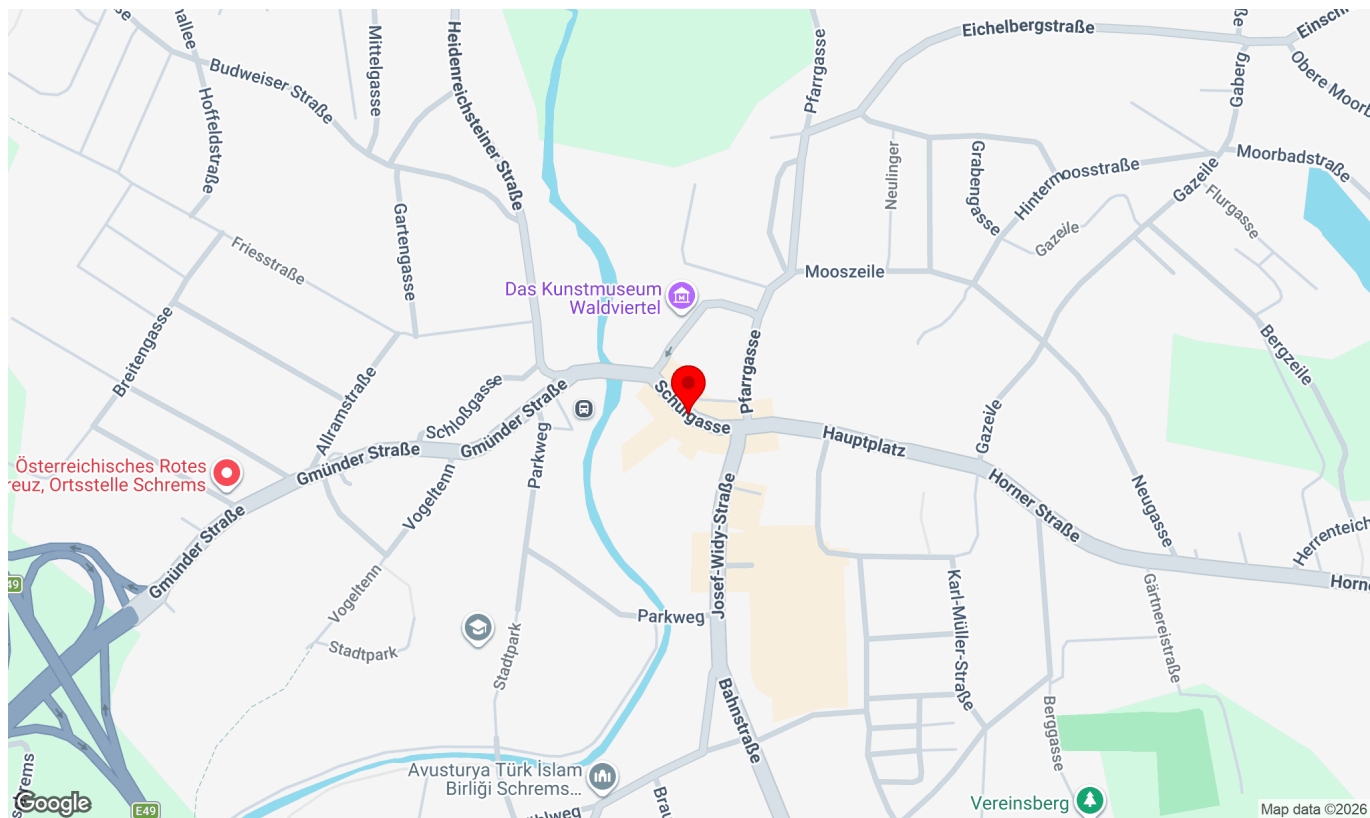 Eichelbergstraße
Mittelgasse
Heidenreichsteiner Straße
Pfarrgasse
Gaberg
Budweiser Straße
Hoffeldstraße
Obere Moorba
Neulinger
Grabengasse
Hintermoosstraße
Moorbadstraße
Gazeile
Flurgasse
Gartengasse
Friesstraße
Gazeile
Mooszeile
Das Kunstmuseum
Waldviertel
Breitengasse
Pfarrgasse
Bergzeile
Allramstraße
Schloßgasse
Gmünder Straße
Schulgasse
Hauptplatz
Gazeile
Österreichisches Rotes
reuz, Ortsstelle Schrems
Gmünder Straße
Parkweg
Vogeltenn
Josef-Widy-Straße
Horner Straße
Neugasse
Herrenteich
Gmünder Straße
49
Vogeltenn
Karl-Müller-Straße
Gärtnereistraße
Horne
Parkweg
Stadtpark
Stadtpark
Bahnstraße
Berggasse
Avusturya Türk İslam
Birliği Schrems...
Vereinsberg
Google
E49
Brau
Map data ©2026